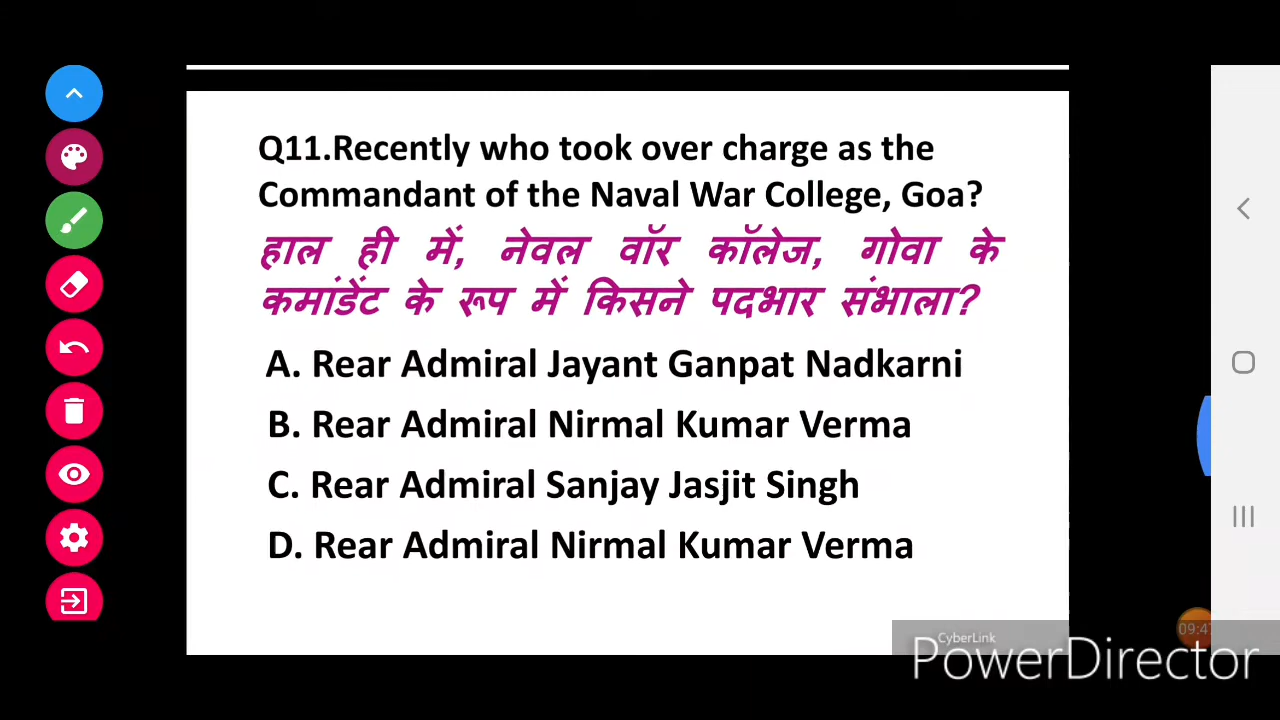 Q11.Recently who took over charge as the
Commandant of the Naval War College, Goa?
हाल ही में, नेवल वॉर कॉलेज, गोवा के
कमांडेंट के रूप में किसने पदभार संभाला?
A. Rear Admiral Jayant Ganpat Nadkarni
B. Rear Admiral Nirmal Kumar Verma
C. Rear Admiral Sanjay Jasjit Singh
D. Rear Admiral Nirmal Kumar Verma
CyberLink
PowerDirector